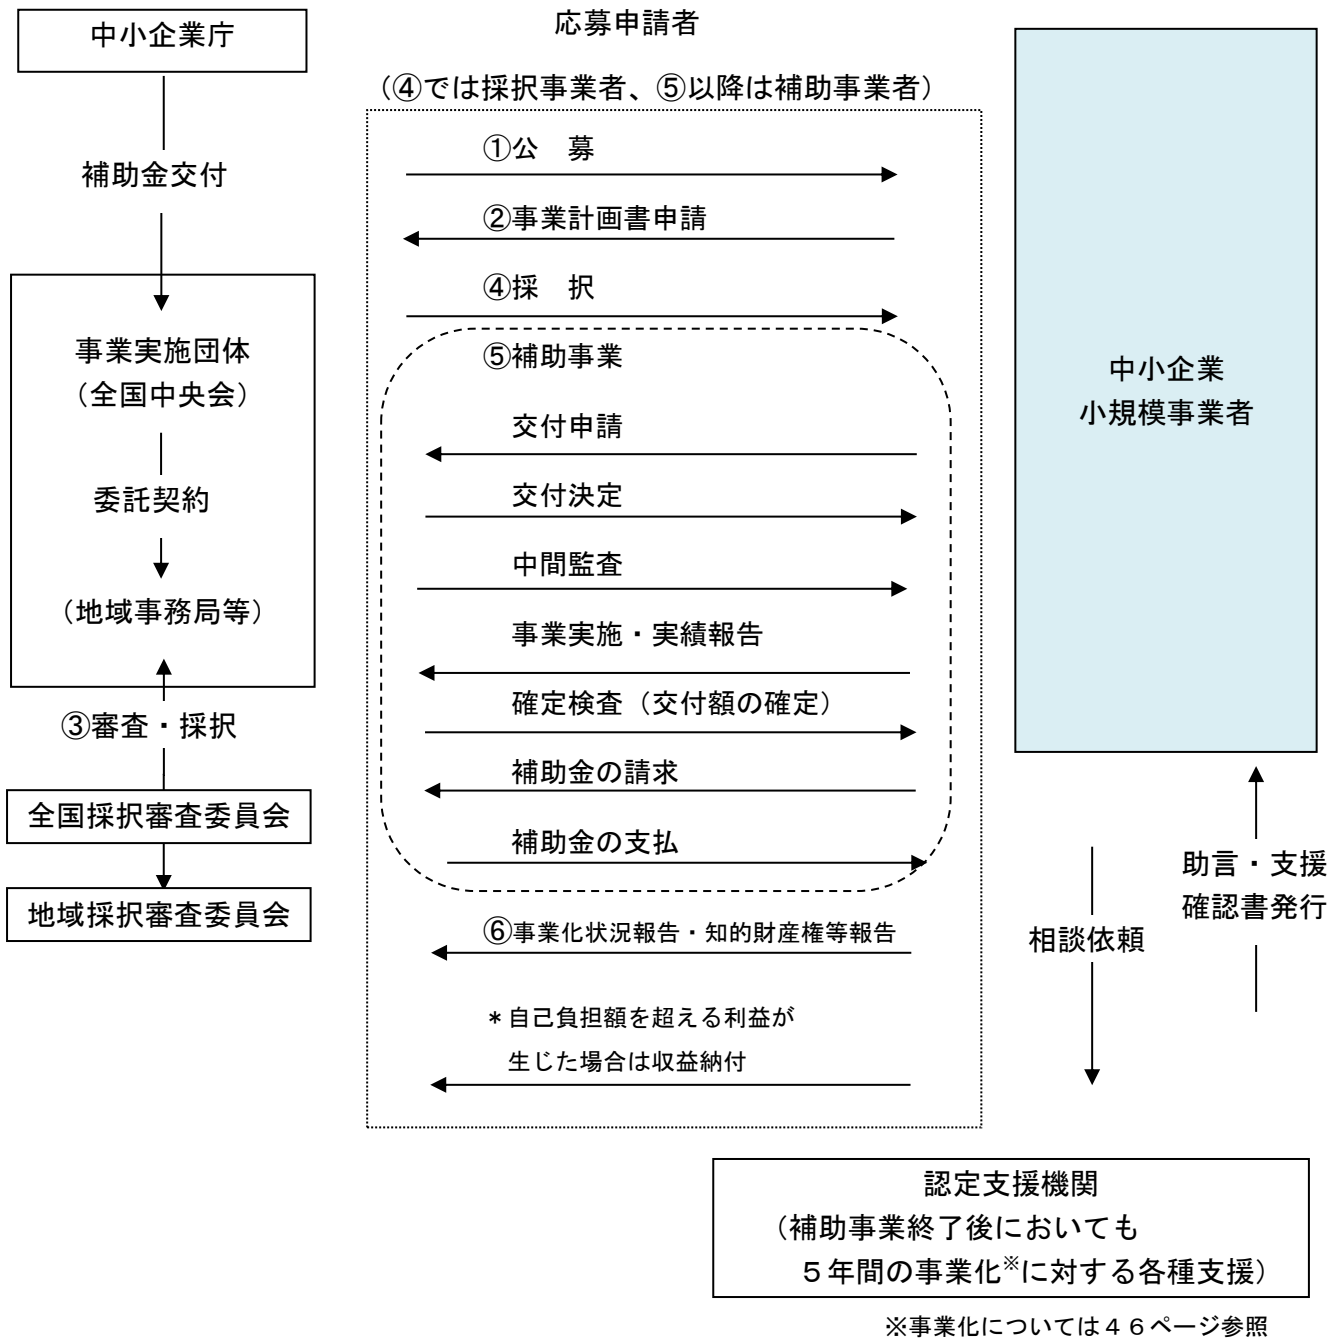 中小企業庁
補助金交付
事業実施団体
（全国中央会）
委託契約
（地域事務局等）
③審査・採択
全国採択審査委員会
地域採択審査委員会
応募申請者
（④では採択事業者、⑤以降は補助事業者）
①公　募
②事業計画書申請
④採　択
⑤補助事業
交付申請
交付決定
中間監査
事業実施・実績報告
確定検査（交付額の確定）
補助金の請求
補助金の支払
⑥事業化状況報告・知的財産権等報告
＊自己負担額を超える利益が
生じた場合は収益納付
中小企業
小規模事業者
相談依頼
助言・支援
確認書発行
認定支援機関
（補助事業終了後においても
５年間の事業化※に対する各種支援）
※事業化については４６ページ参照